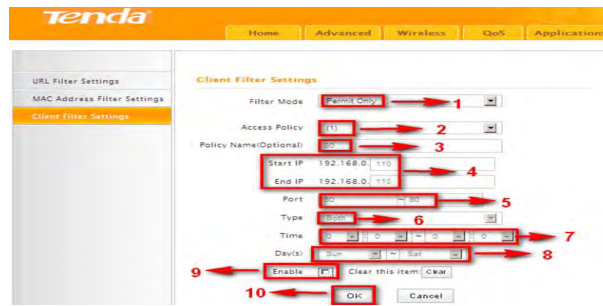 Tenda
Home Advanced Wireless QoS Applications
URL Filter Settings
MAC Address Filter Settings
Client Filter Settings
Client Filter Settings
Filter Mode Permit Only 1
Access Policy (1) 2
Policy Name(Optional) 80 3
Start IP 192.168.0. 110
4
End IP 192.168.0. 110
Port 80 ~ 80 5
Type Both 6
Time 0 : 0 ~ 0 : 0 7
Day(s) Sun ~ Sat 8
9 Enable Clear this item: Clear
10 OK Cancel